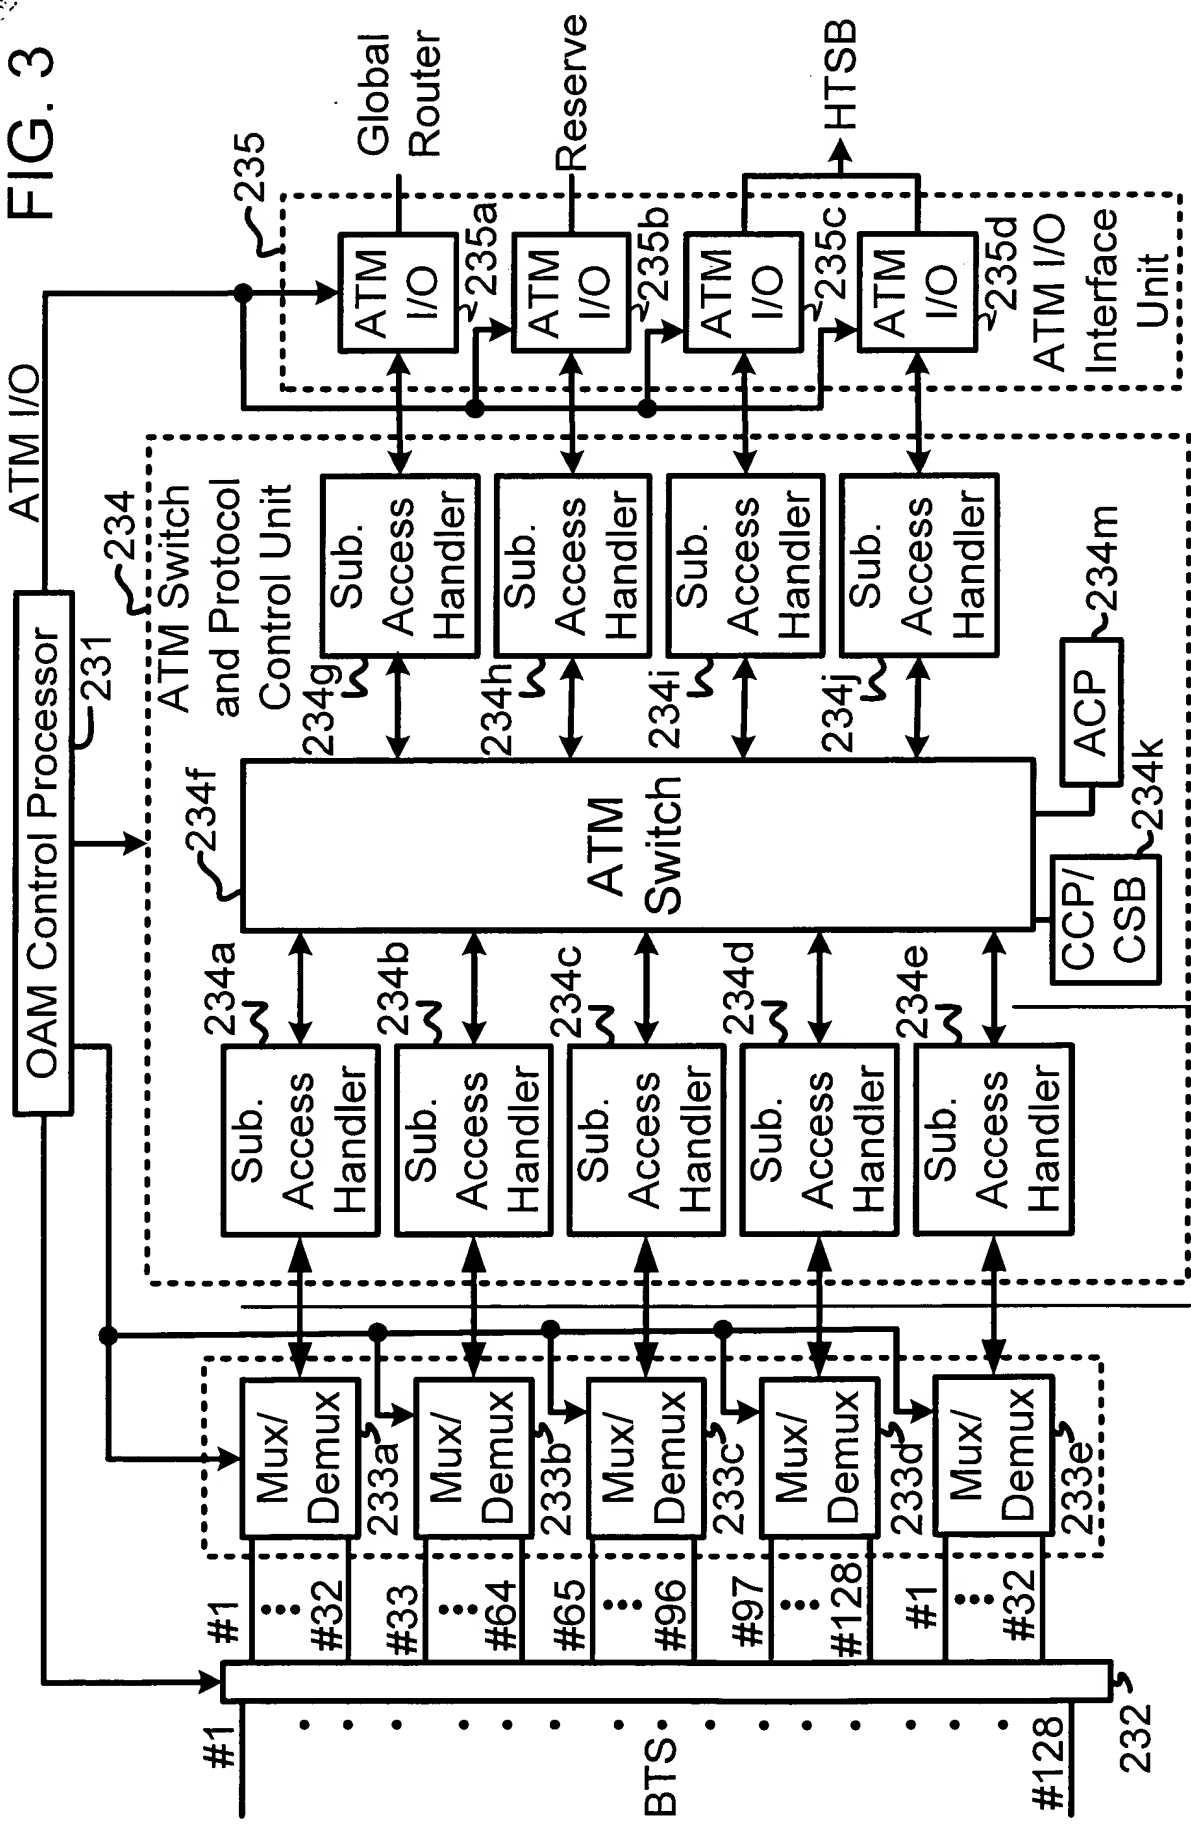 FIG. 3
OAM Control Processor
231
ATM I/O
234
ATM Switch
and Protocol
Control Unit
235
Global
Router
Reserve
HTSB
BTS
#1
#128
232
#1
#32
#33
#64
#65
#96
#97
#128
#1
#32
Mux/
Demux
233a
Mux/
Demux
233b
Mux/
Demux
233c
Mux/
Demux
233d
Mux/
Demux
233e
Sub.
Access
Handler
234a
Sub.
Access
Handler
234b
Sub.
Access
Handler
234c
Sub.
Access
Handler
234d
Sub.
Access
Handler
234e
234f
ATM
Switch
CCP/
CSB
234k
ACP
234m
Sub.
Access
Handler
234g
Sub.
Access
Handler
234h
Sub.
Access
Handler
234i
Sub.
Access
Handler
234j
ATM
I/O
235a
ATM
I/O
235b
ATM
I/O
235c
ATM
I/O
235d
ATM I/O
Interface
Unit